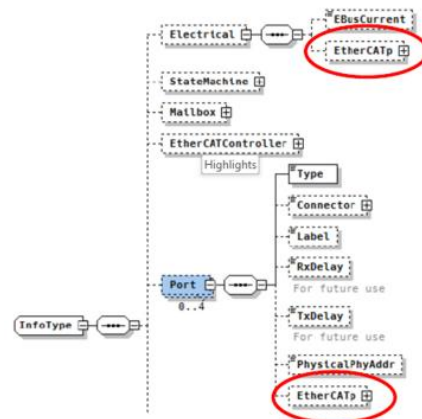 EBusCurrent
Electrical
EtherCATp
StateMachine
Mailbox
EtherCATController
Highlights
Type
Connector
Label
Port
0..4
RxDelay
For future use
InfoType
TxDelay
For future use
PhysicalPhyAddr
EtherCATp